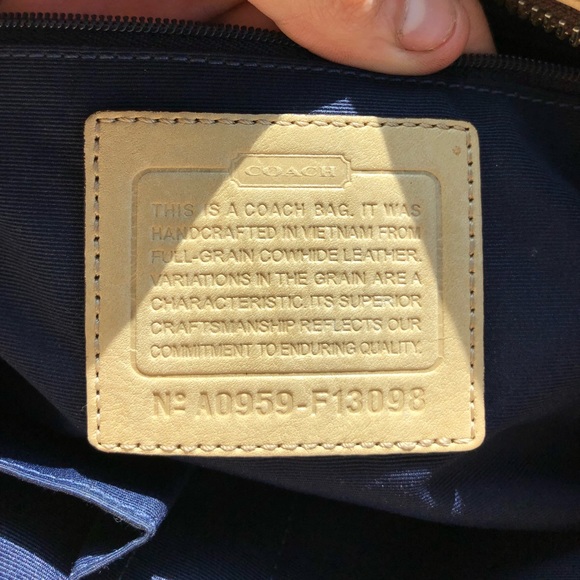 COACH
THIS IS A COACH BAG. IT WAS
HANDCRAFTED IN VIETNAM FROM
FULL-GRAIN COWHIDE LEATHER.
VARIATIONS IN THE GRAIN ARE A
CHARACTERISTIC. ITS SUPERIOR
CRAFTSMANSHIP REFLECTS OUR
COMMITMENT TO ENDURING QUALITY.
Nº A0959-F13098